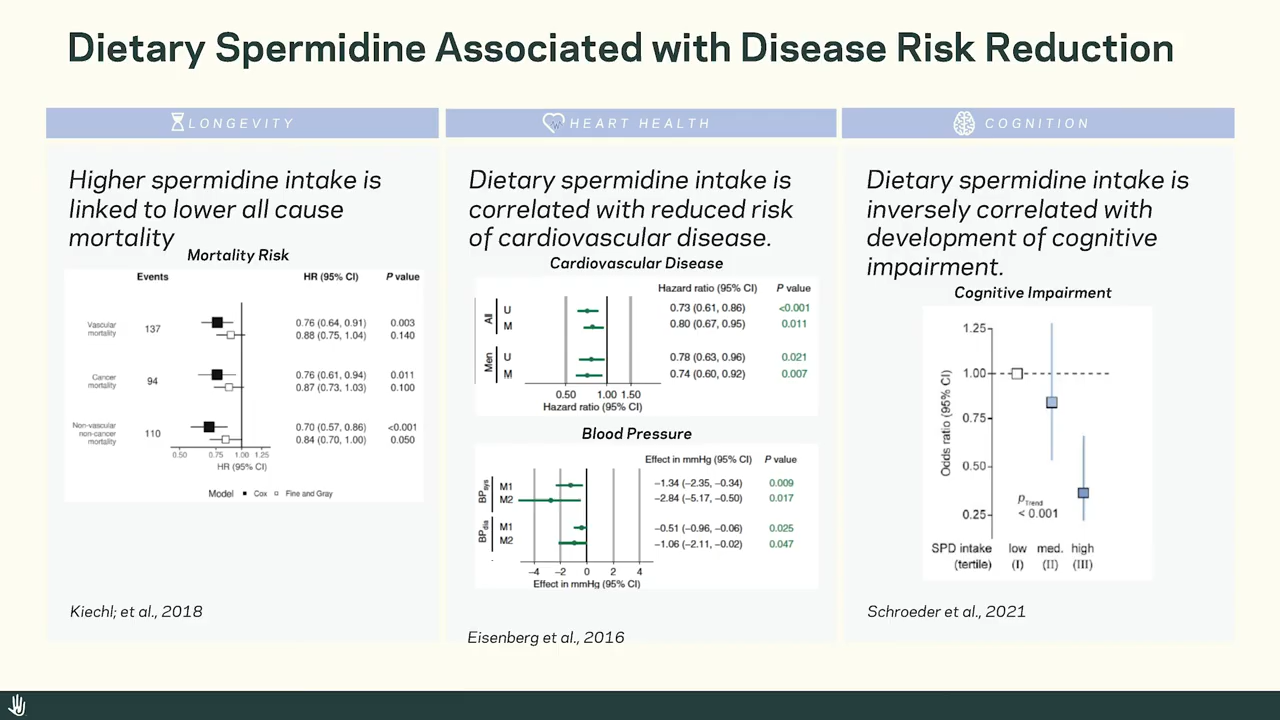 Dietary Spermidine Associated with Disease Risk Reduction
LONGEVITY
Higher spermidine intake is
linked to lower all cause
mortality
Mortality Risk
Events HR (95% CI) P value
Vascular
mortality
137
0.76 (0.64, 0.91) 0.003
0.88 (0.75, 1.04) 0.140
Cancer
mortality
94
0.76 (0.61, 0.94) 0.011
0.87 (0.73, 1.03) 0.100
Non-vascular
non-cancer
mortality
110
0.70 (0.57, 0.86) <0.001
0.84 (0.70, 1.00) 0.050
0.50 0.75 1.00 1.25
HR (95% CI)
Model Cox Fine and Gray
Kiechl; et al., 2018
HEART HEALTH
Dietary spermidine intake is
correlated with reduced risk
of cardiovascular disease.
Cardiovascular Disease
Hazard ratio (95% CI) P value
All
U 0.73 (0.61, 0.86) <0.001
M 0.80 (0.67, 0.95) 0.011
Men
U 0.78 (0.63, 0.96) 0.021
M 0.74 (0.60, 0.92) 0.007
0.50 1.00 1.50
Hazard ratio (95% CI)
Blood Pressure
Effect in mmHg (95% CI) P value
BPsys
M1 −1.34 (−2.35, −0.34) 0.009
M2 −2.84 (−5.17, −0.50) 0.017
BPdia
M1 −0.51 (−0.96, −0.06) 0.025
M2 −1.06 (−2.11, −0.02) 0.047
−4 −2 0 2 4
Effect in mmHg (95% CI)
Eisenberg et al., 2016
COGNITION
Dietary spermidine intake is
inversely correlated with
development of cognitive
impairment.
Cognitive Impairment
Odds ratio (95% CI)
1.25
1.00
0.75
0.50
0.25
pTrend
< 0.001
SPD intake low med. high
(tertile) (I) (II) (III)
Schroeder et al., 2021